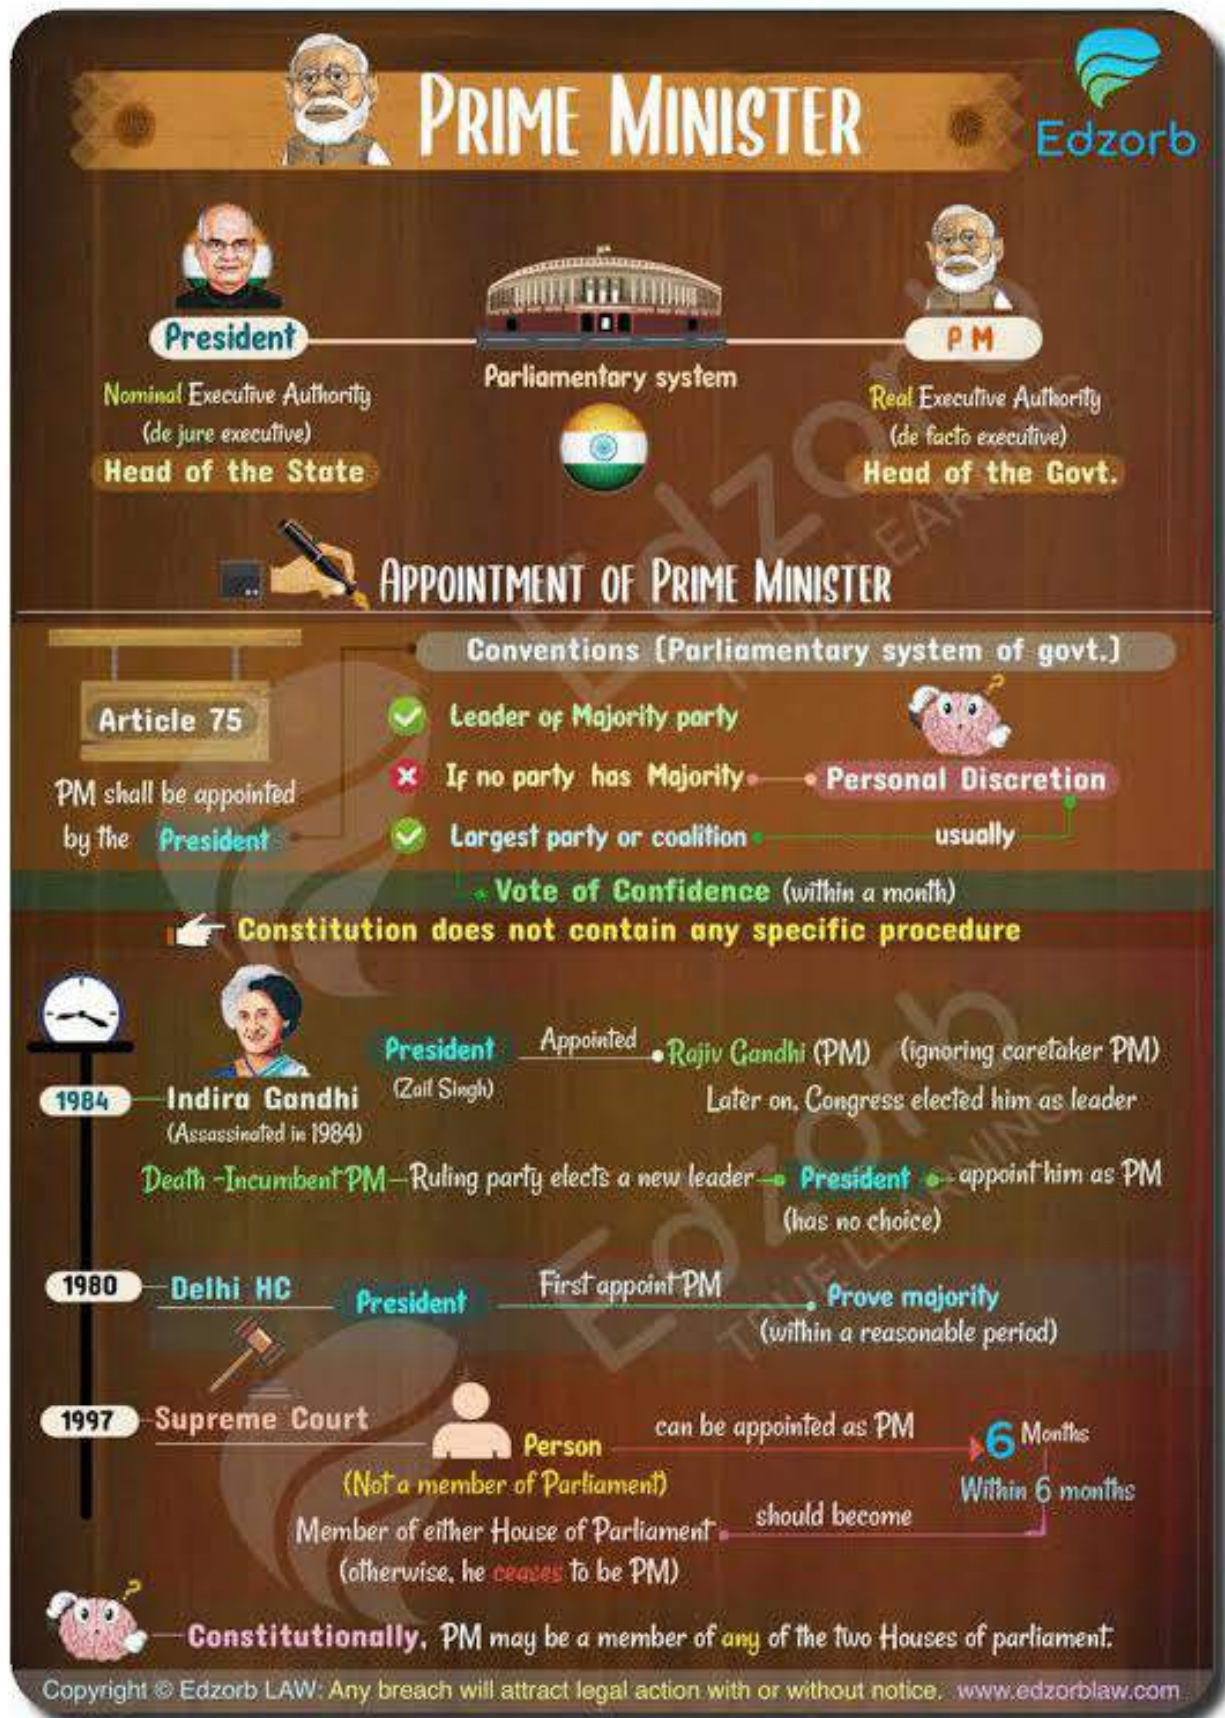 PRIME MINISTER
Edzorb
President
PM
Parliamentary system
Nominal Executive Authority
(de jure executive)
Head of the State
Real Executive Authority
(de facto executive)
Head of the Govt.
APPOINTMENT OF PRIME MINISTER
Conventions (Parliamentary system of govt.)
Article 75
PM shall be appointed
by the President
Leader of Majority party
If no party has Majority
Personal Discretion
Largest party or coalition
usually
Vote of Confidence (within a month)
Constitution does not contain any specific procedure
1984
Indira Gandhi
(Assassinated in 1984)
President
(Zail Singh)
Appointed
Rajiv Gandhi (PM) (ignoring caretaker PM)
Later on, Congress elected him as leader
Death - Incumbent PM - Ruling party elects a new leader President appoint him as PM
(has no choice)
1980
Delhi HC
President
First appoint PM
Prove majority
(within a reasonable period)
1997
Supreme Court
Person
(Not a member of Parliament)
can be appointed as PM
6 Months
Within 6 months
should become
Member of either House of Parliament
(otherwise, he ceases to be PM)
Constitutionally, PM may be a member of any of the two Houses of parliament.
Copyright © Edzorb LAW: Any breach will attract legal action with or without notice. www.edzorblaw.com
Edzorb
TRUE LEARNING
Edzorb
TRUE LEARNING